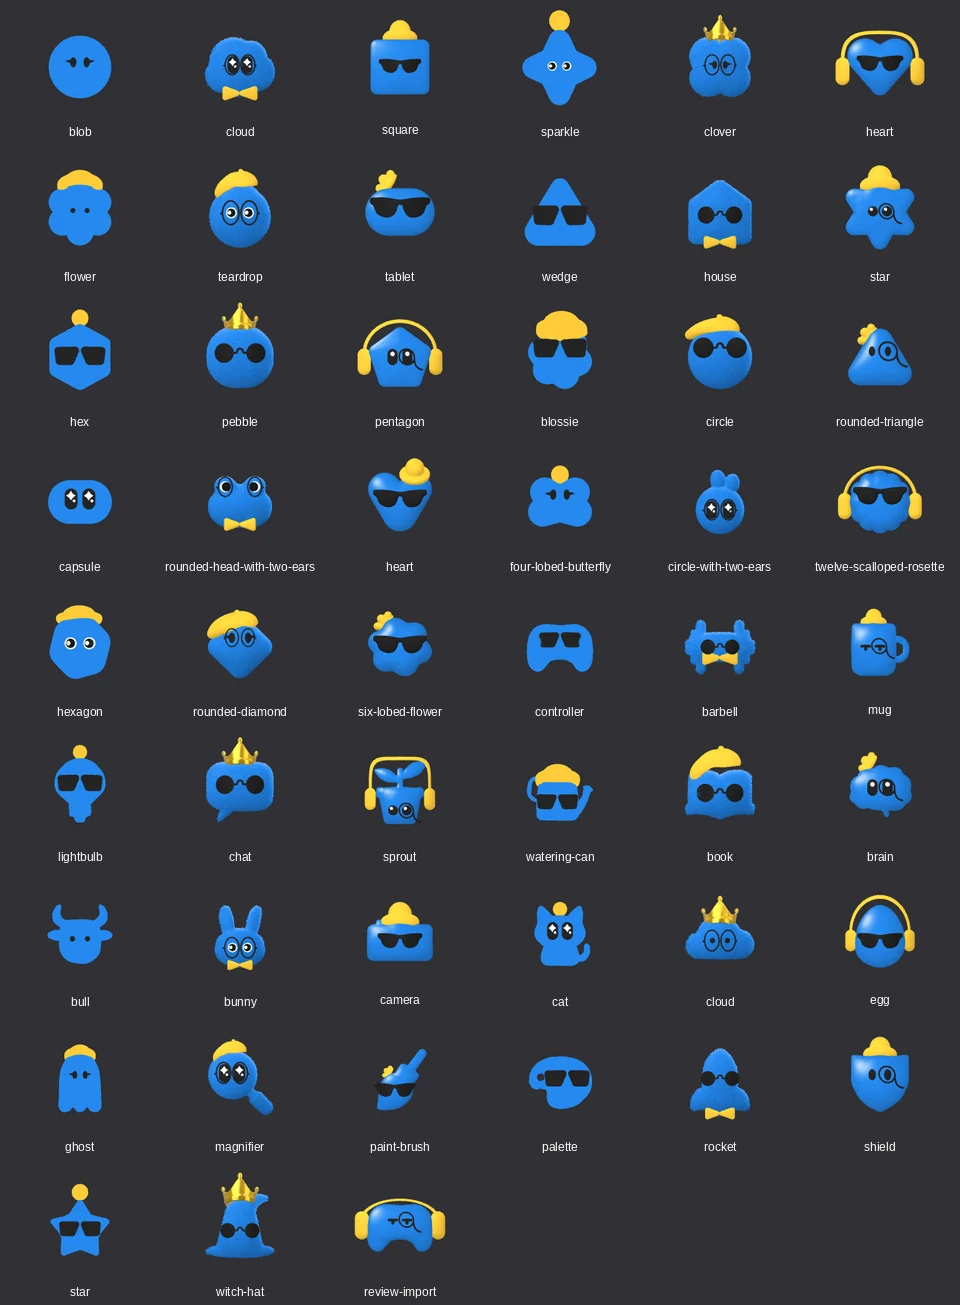 blob
cloud
square
sparkle
clover
heart
flower
teardrop
tablet
wedge
house
star
hex
pebble
pentagon
blossie
circle
rounded-triangle
capsule
rounded-head-with-two-ears
heart
four-lobed-butterfly
circle-with-two-ears
twelve-scalloped-rosette
hexagon
rounded-diamond
six-lobed-flower
controller
barbell
mug
lightbulb
chat
sprout
watering-can
book
brain
bull
bunny
camera
cat
cloud
egg
ghost
magnifier
paint-brush
palette
rocket
shield
star
witch-hat
review-import